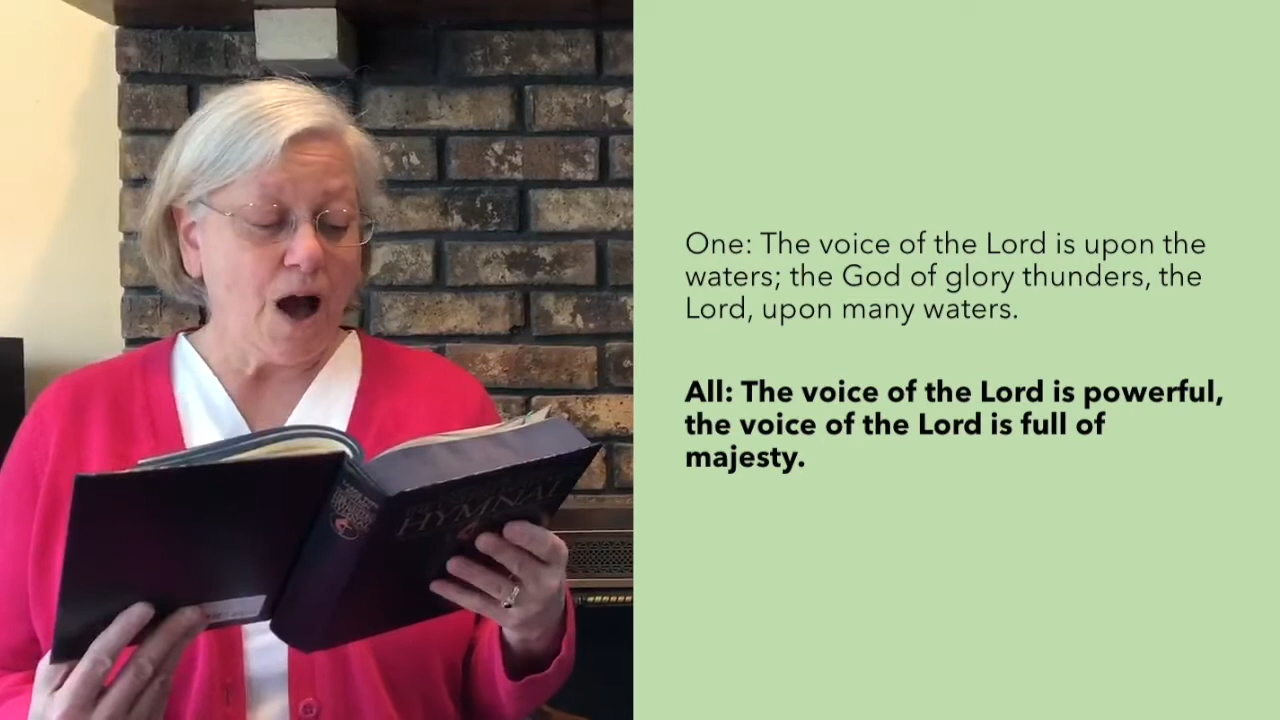 One: The voice of the Lord is upon the
waters; the God of glory thunders, the
Lord, upon many waters.
All: The voice of the Lord is powerful,
the voice of the Lord is full of
majesty.
HYMNAL